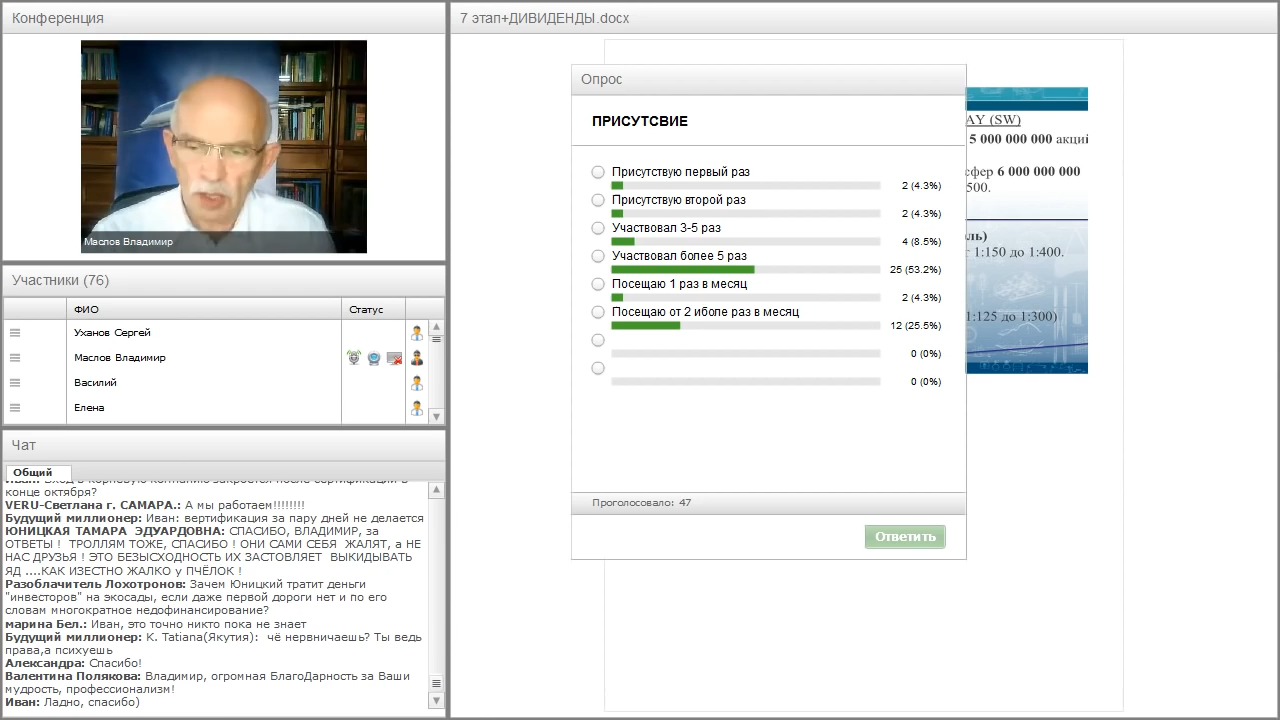 Конференция
Маслов Владимир
Участники (76)
ФИО Статус
Уханов Сергей
Маслов Владимир
Василий
Елена
Чат
Общий
конце октября?
VERU-Светлана г. САМАРА.: А мы работаем!!!!!!!!
Будущий миллионер: Иван: вертификация за пару дней не делается
ЮНИЦКАЯ ТАМАРА ЭДУАРДОВНА: СПАСИБО, ВЛАДИМИР, за
ОТВЕТЫ ! ТРОЛЛЯМ ТОЖЕ, СПАСИБО ! ОНИ САМИ СЕБЯ ЖАЛЯТ, а НЕ
НАС ДРУЗЬЯ ! ЭТО БЕЗЫСХОДНОСТЬ ИХ ЗАСТОВЛЯЕТ ВЫКИДЫВАТЬ
ЯД ....КАК ИЗЕСТНО ЖАЛКО у ПЧЁЛОК !
Разоблачитель Лохотронов: Зачем Юницкий тратит деньги
"инвесторов" на экосады, если даже первой дороги нет и по его
словам многократное недофинансирование?
марина Бел.: Иван, это точно никто пока не знает
Будущий миллионер: K. Tatiana(Якутия): чё нервничаешь? Ты ведь
права,а психуешь
Александра: Спасибо!
Валентина Полякова: Владимир, огромная БлагоДарность за Ваши
мудрость, профессионализм!
Иван: Ладно, спасибо)
7 этап+ДИВИДЕНДЫ.docx
Опрос
ПРИСУТСВИЕ
Присутствую первый раз
2 (4.3%)
Присутствую второй раз
2 (4.3%)
Участвовал 3-5 раз
4 (8.5%)
Участвовал более 5 раз
25 (53.2%)
Посещаю 1 раз в месяц
2 (4.3%)
Посещаю от 2 иболе раз в месяц
12 (25.5%)
0 (0%)
0 (0%)
Проголосовало: 47
Ответить
AY (SW)
5 000 000 000 акций
сфер 6 000 000 000
500.
ль)
т 1:150 до 1:400.
1:125 до 1:300)